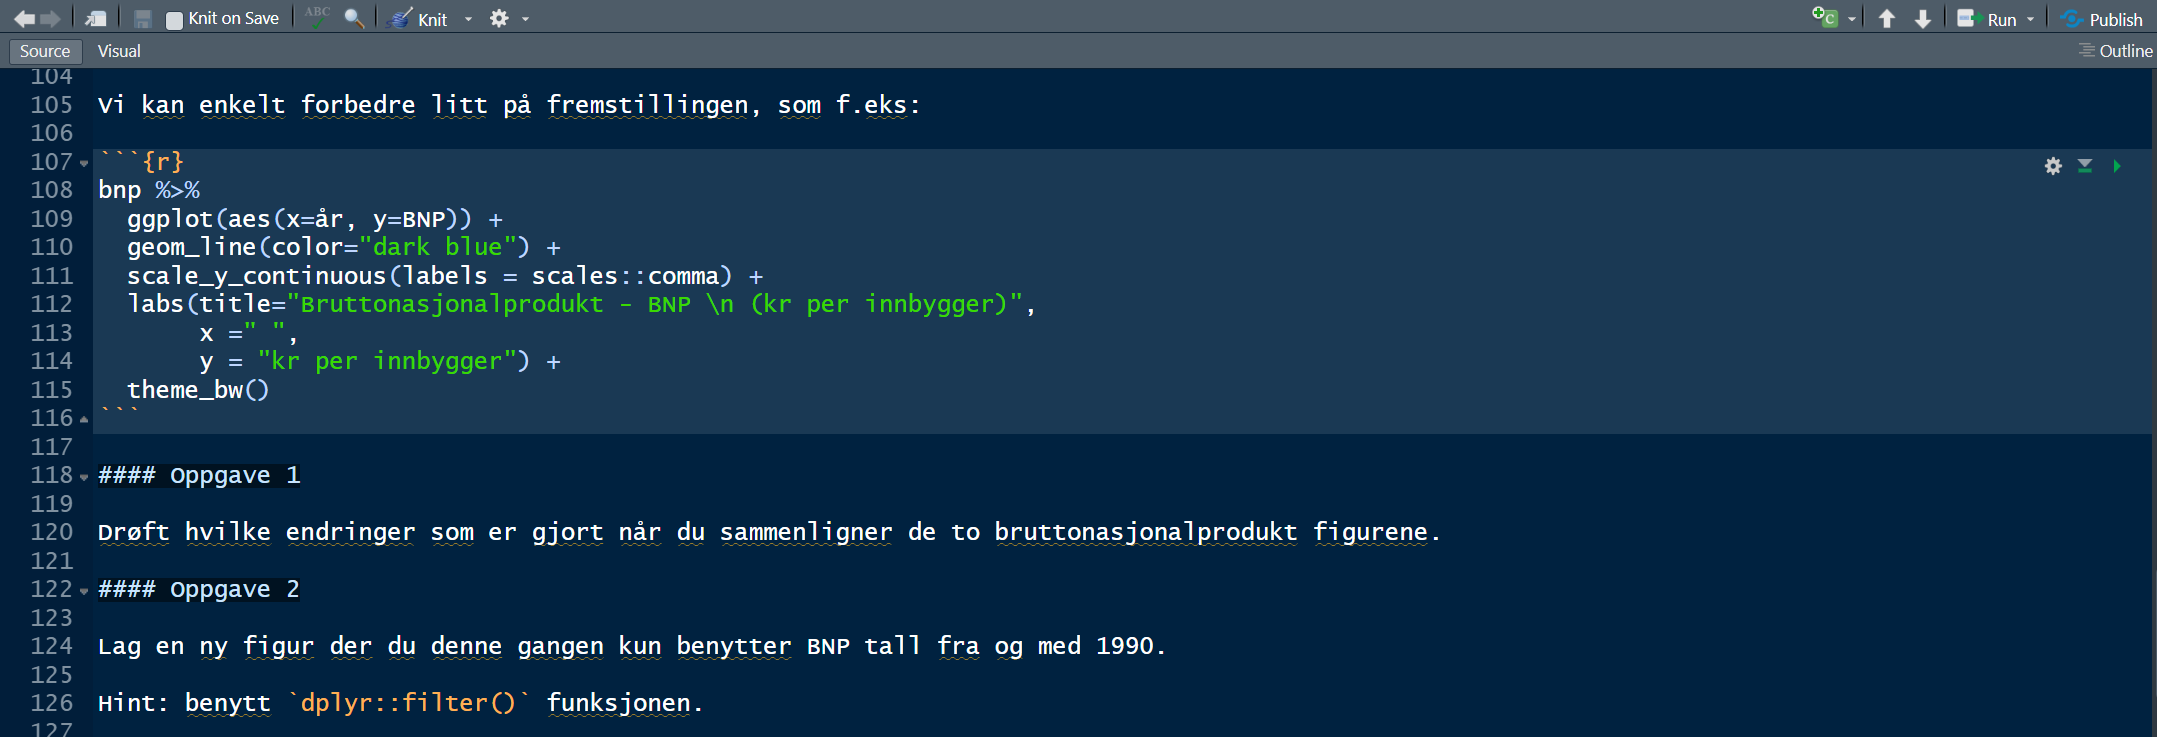 Knit on Save ABC Knit C Run Publish
Source Visual Outline
104
105 Vi kan enkelt forbedre litt på fremstillingen, som f.eks:
106
107 ```{r}
108 bnp %>%
109   ggplot(aes(x=år, y=BNP)) +
110   geom_line(color="dark blue") +
111   scale_y_continuous(labels = scales::comma) +
112   labs(title="Bruttonasjonalprodukt - BNP \n (kr per innbygger)",
113        x =" ",
114        y = "kr per innbygger") +
115   theme_bw()
116 ```
117
118 #### Oppgave 1
119
120 Drøft hvilke endringer som er gjort når du sammenligner de to bruttonasjonalprodukt figurene.
121
122 #### Oppgave 2
123
124 Lag en ny figur der du denne gangen kun benytter BNP tall fra og med 1990.
125
126 Hint: benytt `dplyr::filter()` funksjonen.
127